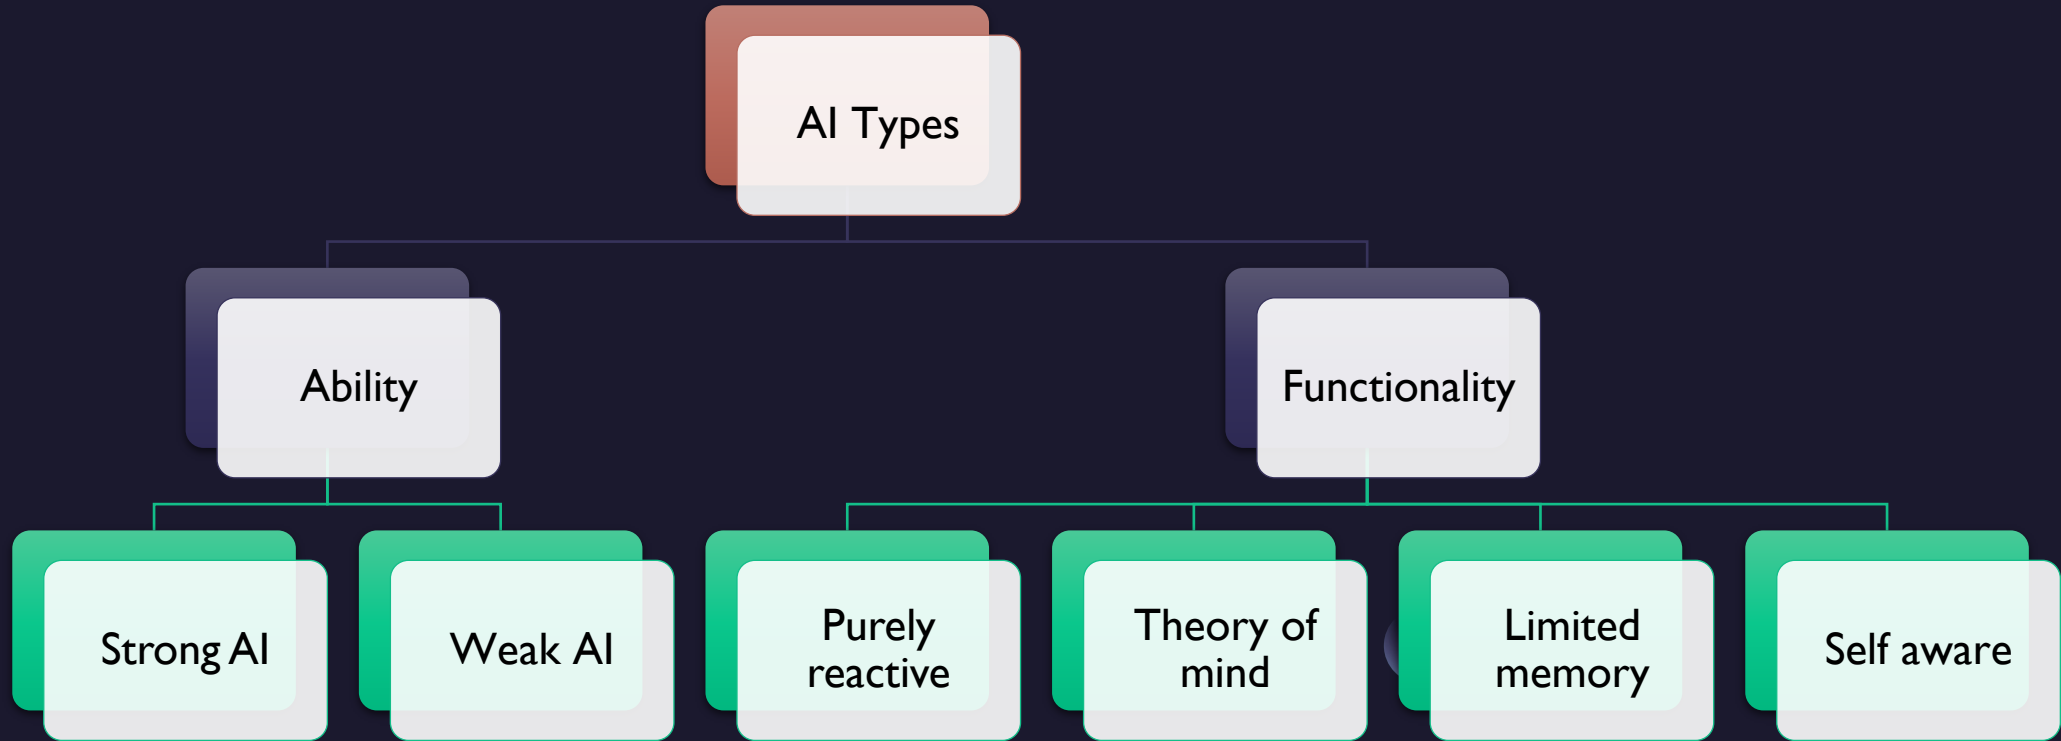 AI Types
Ability
Functionality
Strong AI
Weak AI
Purely
reactive
Theory of
mind
Limited
memory
Self aware